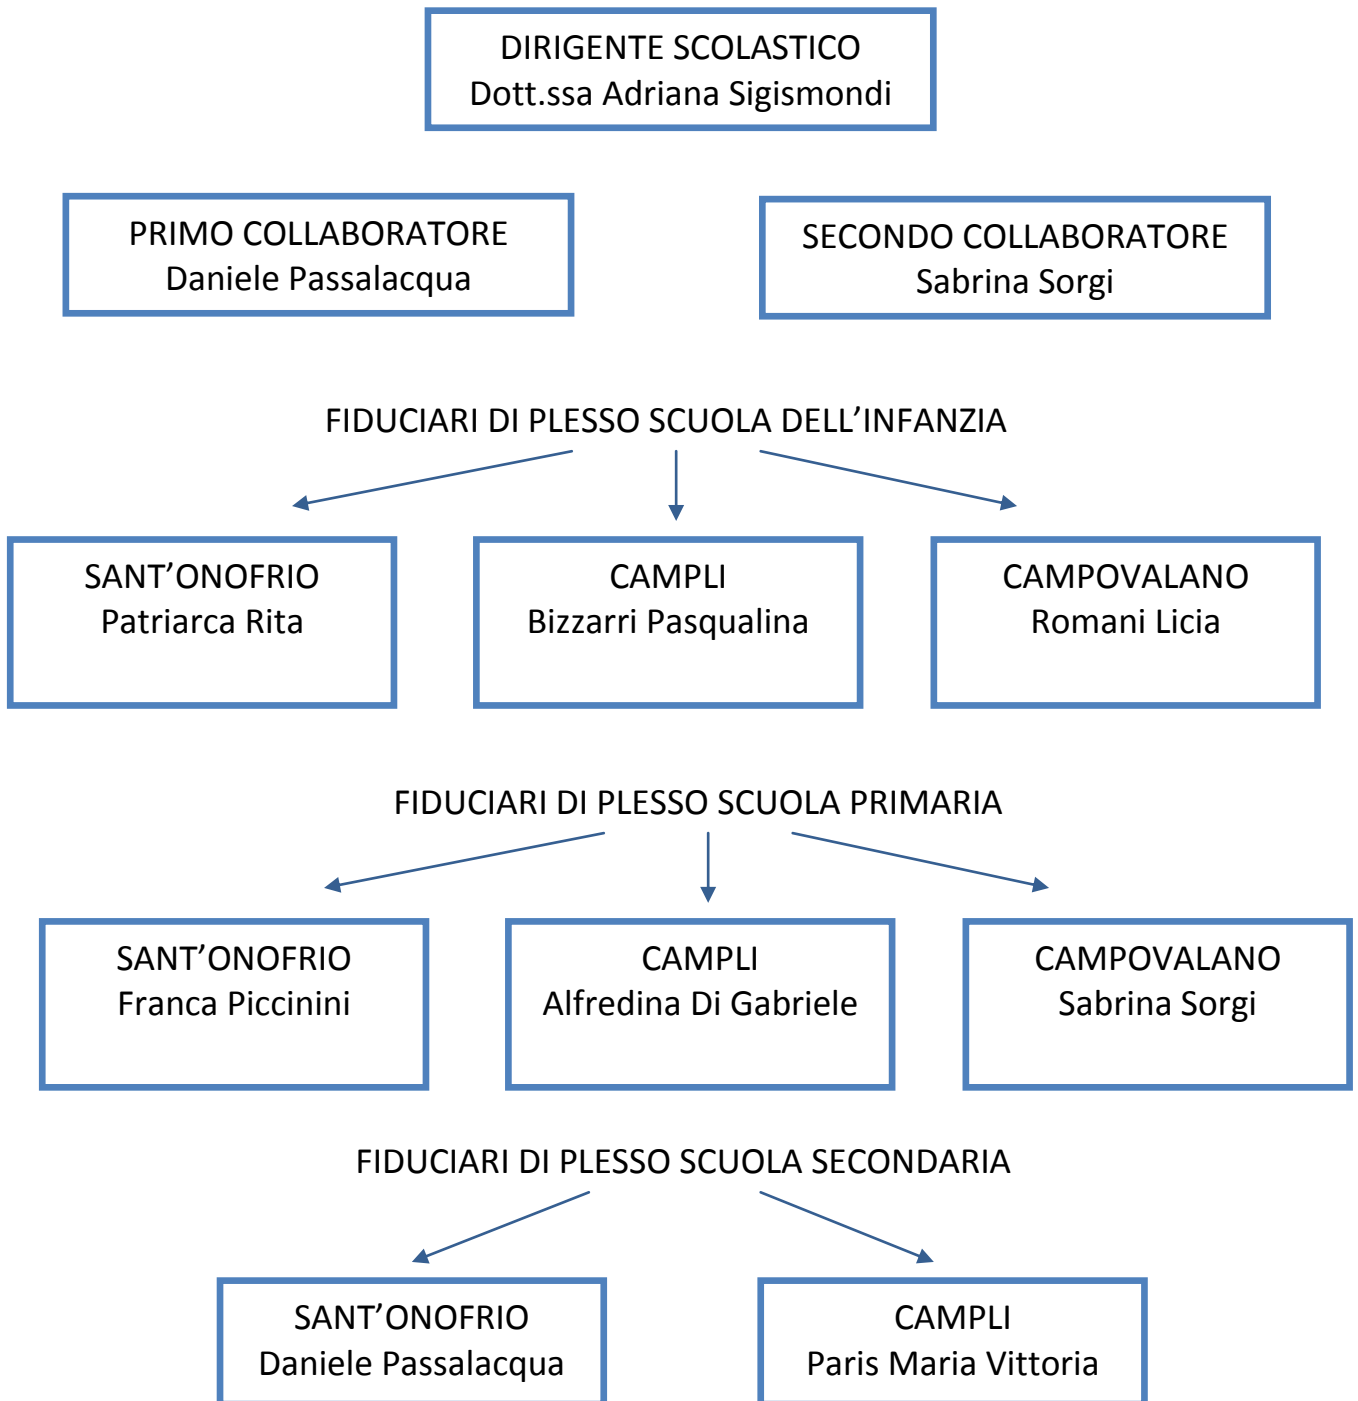 DIRIGENTE SCOLASTICO
Dott.ssa Adriana Sigismondi
PRIMO COLLABORATORE
Daniele Passalacqua
SECONDO COLLABORATORE
Sabrina Sorgi
FIDUCIARI DI PLESSO SCUOLA DELL’INFANZIA
SANT’ONOFRIO
Patriarca Rita
CAMPLI
Bizzarri Pasqualina
CAMPOVALANO
Romani Licia
FIDUCIARI DI PLESSO SCUOLA PRIMARIA
SANT’ONOFRIO
Franca Piccinini
CAMPLI
Alfredina Di Gabriele
CAMPOVALANO
Sabrina Sorgi
FIDUCIARI DI PLESSO SCUOLA SECONDARIA
SANT’ONOFRIO
Daniele Passalacqua
CAMPLI
Paris Maria Vittoria